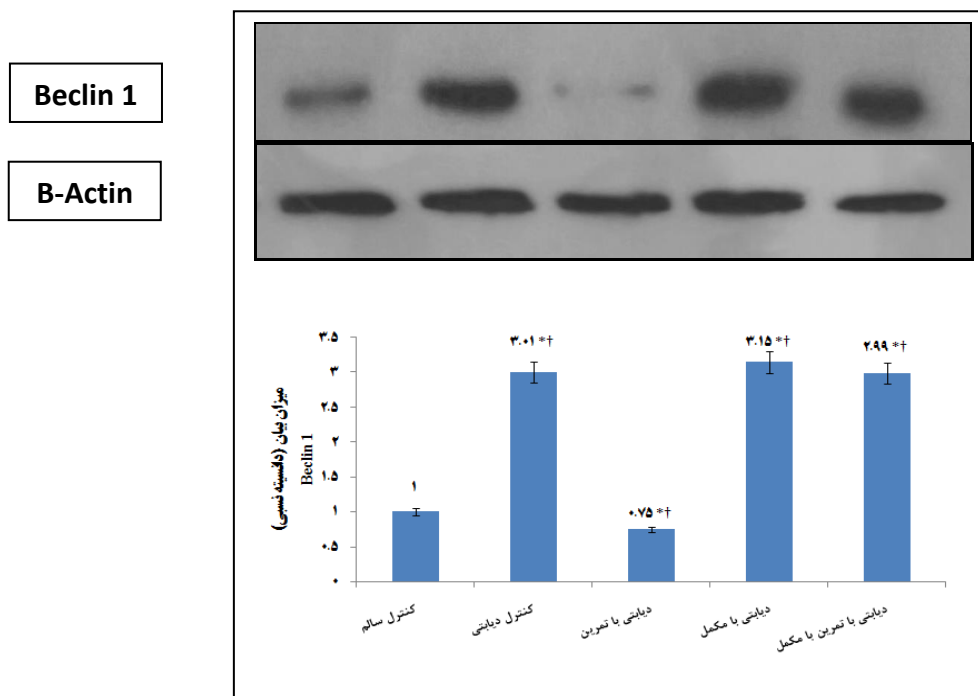 Beclin 1
B-Actin
میزان بیان (دانسیته نسبی)
Beclin 1
۳.۵
۳
۲.۵
۲
۱.۵
۱
۰.۵
۰
۱
۳.۰۱ *†
۰.۷۵ *†
۳.۱۵ *†
۲.۹۹ *†
کنترل سالم
کنترل دیابتی
دیابتی با تمرین
دیابتی با مکمل
دیابتی با تمرین با مکمل